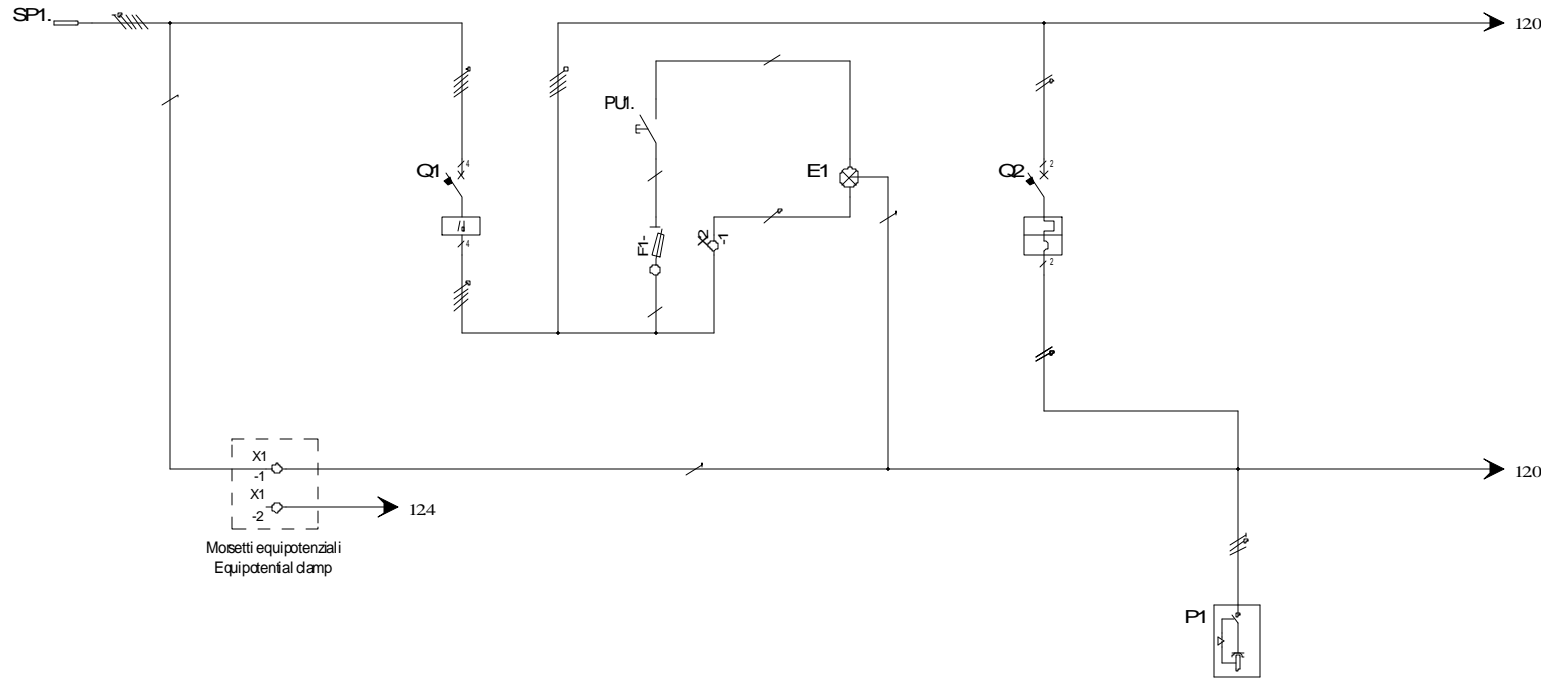 SP1.
120
PU1.
Q1
4
E1
Q2
2
I d
4
F1-
X2
-1
2
X1
-1
120
X1
-2
124
Morsetti equipotenziali
Equipotential clamp
P1